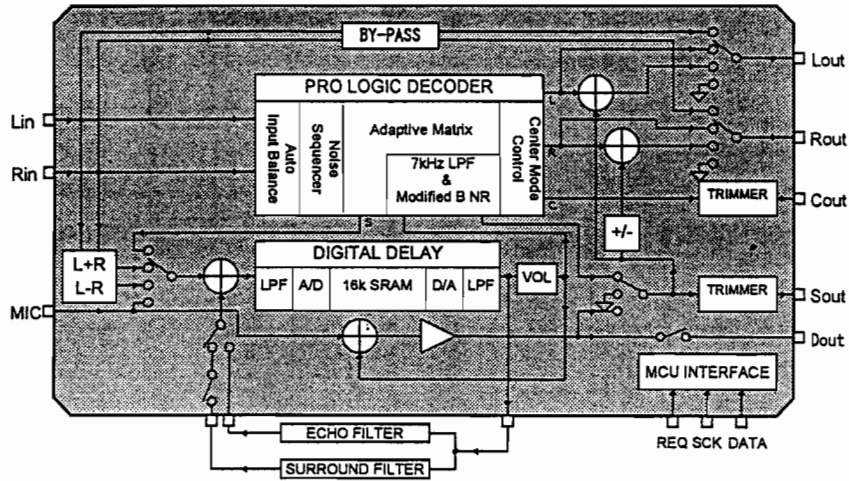 BY-PASS
Lout
PRO LOGIC DECODER
L
Lin
Auto Input Balance
Noise Sequencer
Adaptive Matrix
Center Mode Control
Rout
R
7kHz LPF
&
Modified B NR
Rin
C
TRIMMER
Cout
S
+/-
DIGITAL DELAY
L+R
L-R
LPF
A/D
16k SRAM
D/A
LPF
VOL
TRIMMER
Sout
MIC
Dout
MCU INTERFACE
ECHO FILTER
REQ SCK DATA
SURROUND FILTER